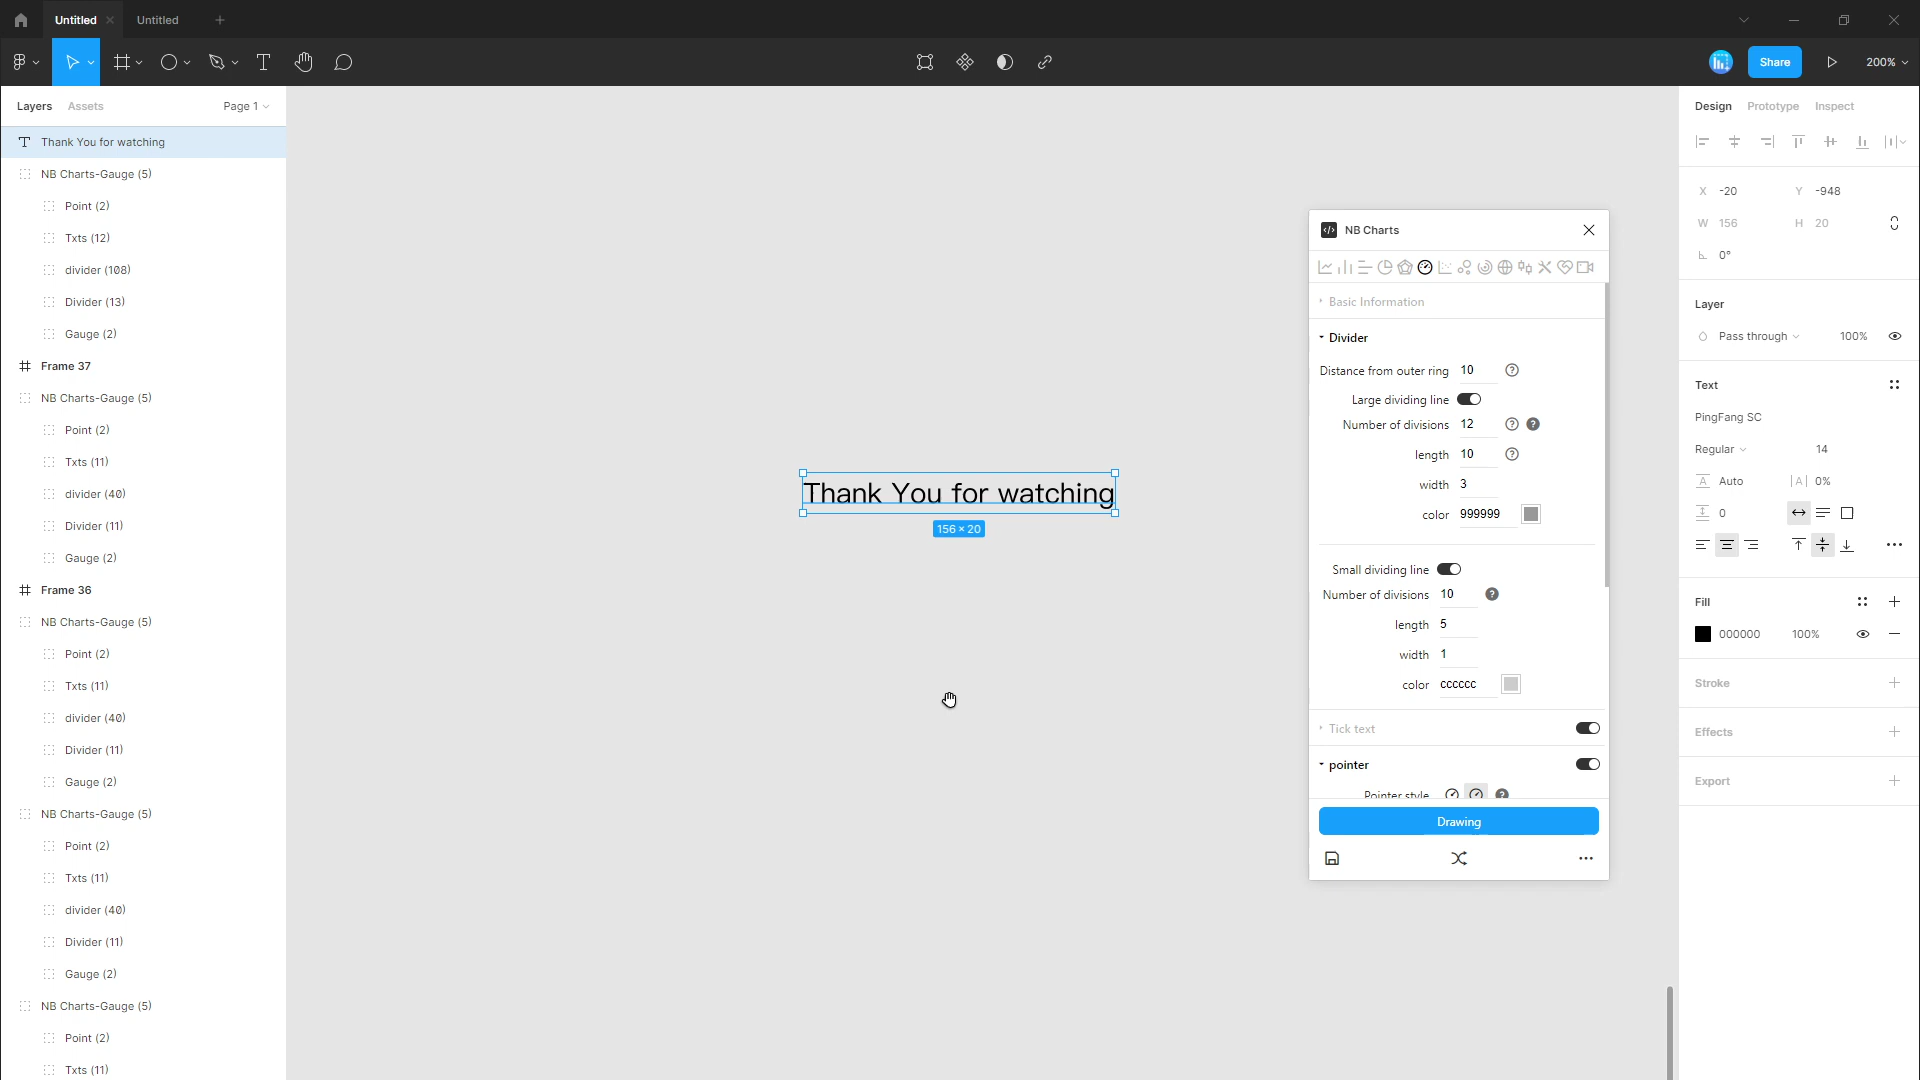 Untitled
Untitled
Share
200%
Layers
Assets
Page 1
Thank You for watching
NB Charts-Gauge (5)
Point (2)
Txts (12)
divider (108)
Divider (13)
Gauge (2)
Frame 37
NB Charts-Gauge (5)
Point (2)
Txts (11)
divider (40)
Divider (11)
Gauge (2)
Frame 36
NB Charts-Gauge (5)
Point (2)
Txts (11)
divider (40)
Divider (11)
Gauge (2)
NB Charts-Gauge (5)
Point (2)
Txts (11)
divider (40)
Divider (11)
Gauge (2)
NB Charts-Gauge (5)
Point (2)
Txts (11)
Thank You for watching
156 × 20
NB Charts
Basic Information
Divider
Distance from outer ring 10
Large dividing line
Number of divisions 12
length 10
width 3
color 999999
Small dividing line
Number of divisions 10
length 5
width 1
color cccccc
Tick text
pointer
Pointer style
Drawing
Design Prototype Inspect
X -20 Y -948
W 156 H 20
0°
Layer
Pass through 100%
Text
PingFang SC
Regular 14
Auto 0%
0
Fill
000000 100%
Stroke
Effects
Export